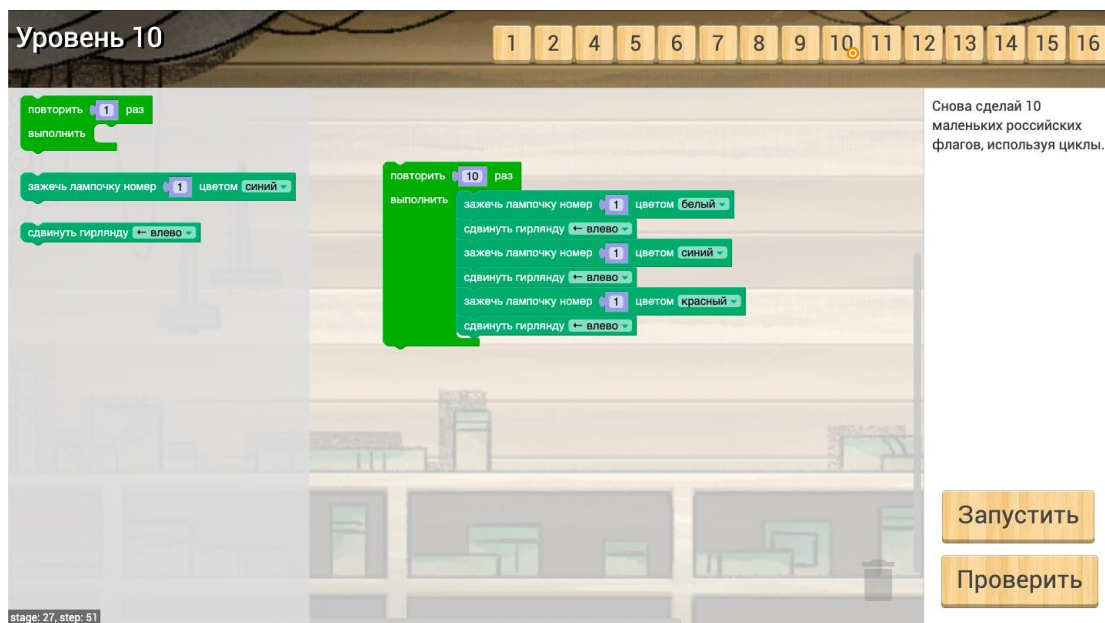 Уровень 10
1 2 4 5 6 7 8 9 10 11 12 13 14 15 16
повторить 1 раз
выполнить
зажечь лампочку номер 1 цветом синий
сдвинуть гирлянду ← влево
повторить 10 раз
выполнить
зажечь лампочку номер 1 цветом белый
сдвинуть гирлянду ← влево
зажечь лампочку номер 1 цветом синий
сдвинуть гирлянду ← влево
зажечь лампочку номер 1 цветом красный
сдвинуть гирлянду ← влево
Снова сделай 10
маленьких российских
флагов, используя циклы.
Запустить
Проверить
stage: 27, step: 51